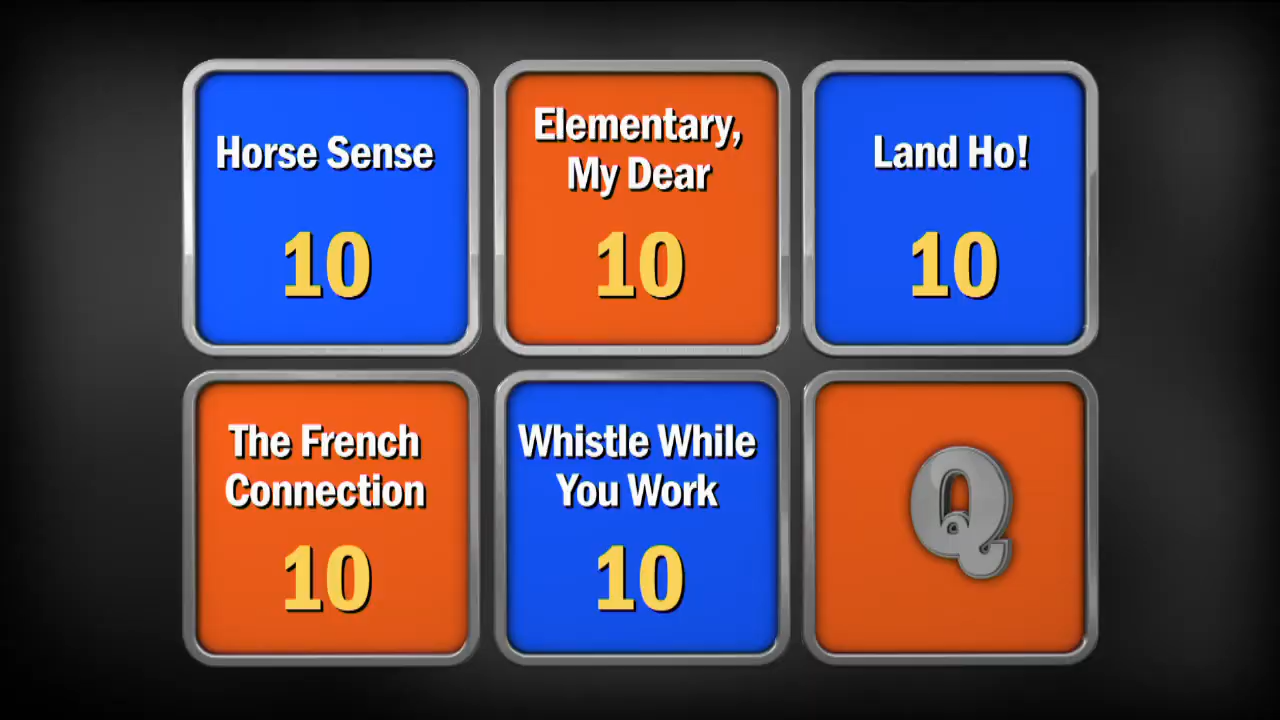 Horse Sense
10
Elementary,
My Dear
10
Land Ho!
10
The French
Connection
10
Whistle While
You Work
10
Q